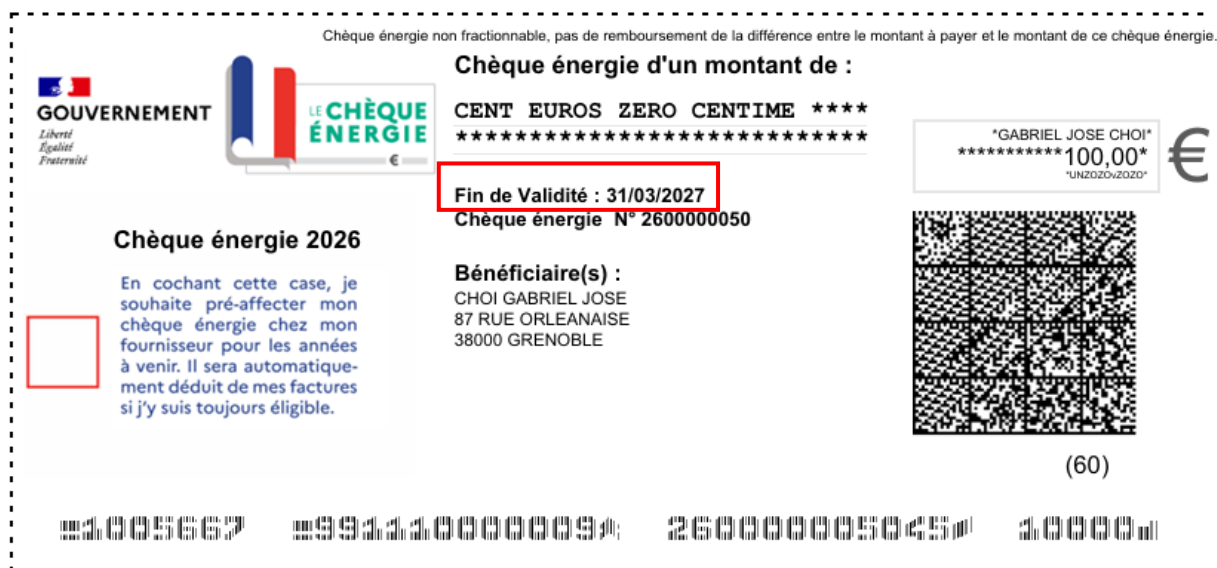 Chèque énergie non fractionnable, pas de remboursement de la différence entre le montant à payer et le montant de ce chèque énergie.
GOUVERNEMENT
Liberté
Égalité
Fraternité
LE CHÈQUE
ÉNERGIE
€
Chèque énergie d'un montant de :
CENT EUROS ZERO CENTIME ****
****************************
*GABRIEL JOSE CHOI*
***********100,00*
*UNZOZOvZOZO*
€
Fin de Validité : 31/03/2027
Chèque énergie N° 2600000050
Chèque énergie 2026
En cochant cette case, je
souhaite pré-affecter mon
chèque énergie chez mon
fournisseur pour les années
à venir. Il sera automatique-
ment déduit de mes factures
si j'y suis toujours éligible.
Bénéficiaire(s) :
CHOI GABRIEL JOSE
87 RUE ORLEANAISE
38000 GRENOBLE
(60)
1005667 991110000009 260000005045 10000